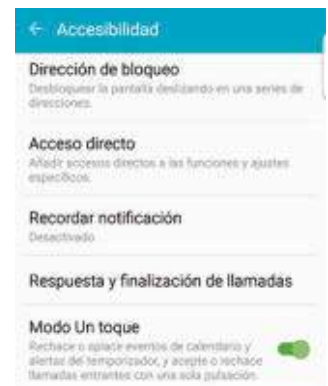 ← Accesibilidad
Dirección de bloqueo
Desbloquear la pantalla deslizando en una series de
direcciones.
Acceso directo
Añadir accesos directos a las funciones y ajustes
específicos.
Recordar notificación
Desactivado
Respuesta y finalización de llamadas
Modo Un toque
Rechace o aplace eventos de calendario y
alertas del temporizador, y acepte o rechace
llamadas entrantes con una sola pulsación.